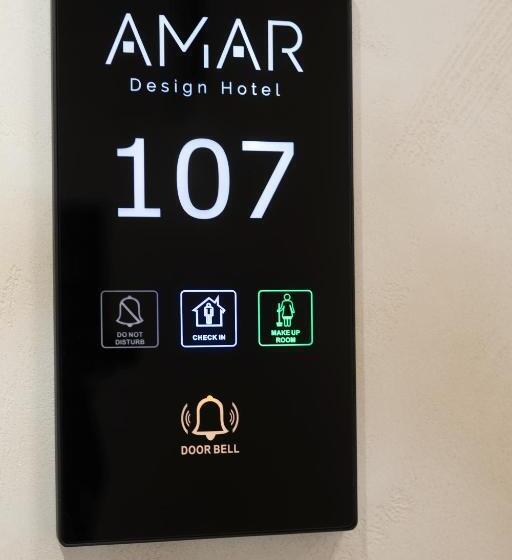 AMAR
Design Hotel
107
DO NOT
DISTURB
CHECK IN
MAKE UP
ROOM
DOOR BELL